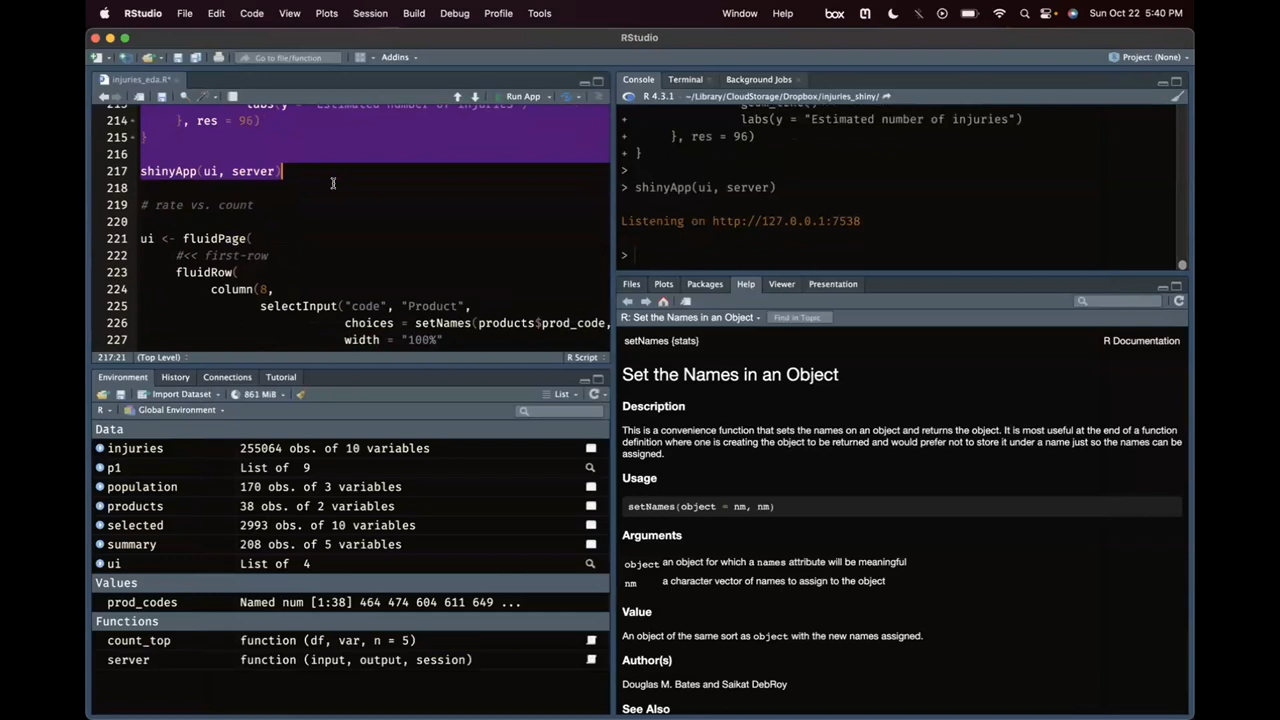 RStudio File Edit Code View Plots Session Build Debug Profile Tools Window Help box Sun Oct 22 5:40 PM
RStudio
Go to file/function Addins Project: (None)
injuries_eda.R*
Run App
214 }, res = 96)
215 }
216
217 shinyApp(ui, server)
218
219 # rate vs. count
220
221 ui <- fluidPage(
222 #<< first-row
223 fluidRow(
224 column(8,
225 selectInput("code", "Product",
226 choices = setNames(products$prod_code,
227 width = "100%"
217:21 (Top Level) R Script
Environment History Connections Tutorial
Import Dataset 861 MiB List
R Global Environment
Data
injuries 255064 obs. of 10 variables
p1 List of 9
population 170 obs. of 3 variables
products 38 obs. of 2 variables
selected 2993 obs. of 10 variables
summary 208 obs. of 5 variables
ui List of 4
Values
prod_codes Named num [1:38] 464 474 604 611 649 ...
Functions
count_top function (df, var, n = 5)
server function (input, output, session)
Console Terminal Background Jobs
R 4.3.1 ~/Library/CloudStorage/Dropbox/injuries_shiny/
+ labs(y = "Estimated number of injuries")
+ }, res = 96)
+ }
>
> shinyApp(ui, server)
Listening on http://127.0.0.1:7538
>
Files Plots Packages Help Viewer Presentation
R: Set the Names in an Object Find in Topic
setNames {stats} R Documentation
Set the Names in an Object
Description
This is a convenience function that sets the names on an object and returns the object. It is most useful at the end of a function
definition where one is creating the object to be returned and would prefer not to store it under a name just so the names can be
assigned.
Usage
setNames(object = nm, nm)
Arguments
object an object for which a names attribute will be meaningful
nm a character vector of names to assign to the object
Value
An object of the same sort as object with the new names assigned.
Author(s)
Douglas M. Bates and Saikat DebRoy
See Also